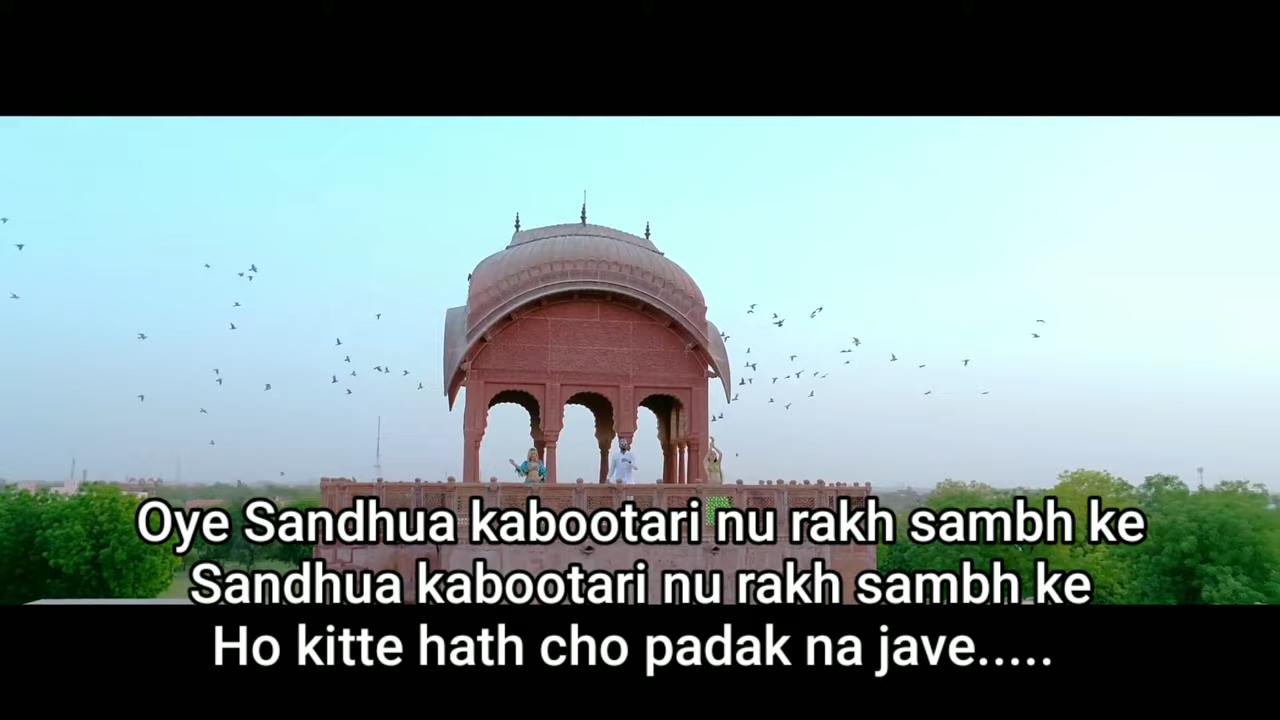 Oye Sandhua kabootari nu rakh sambh ke
Sandhua kabootari nu rakh sambh ke
Ho kitte hath cho padak na jave.....